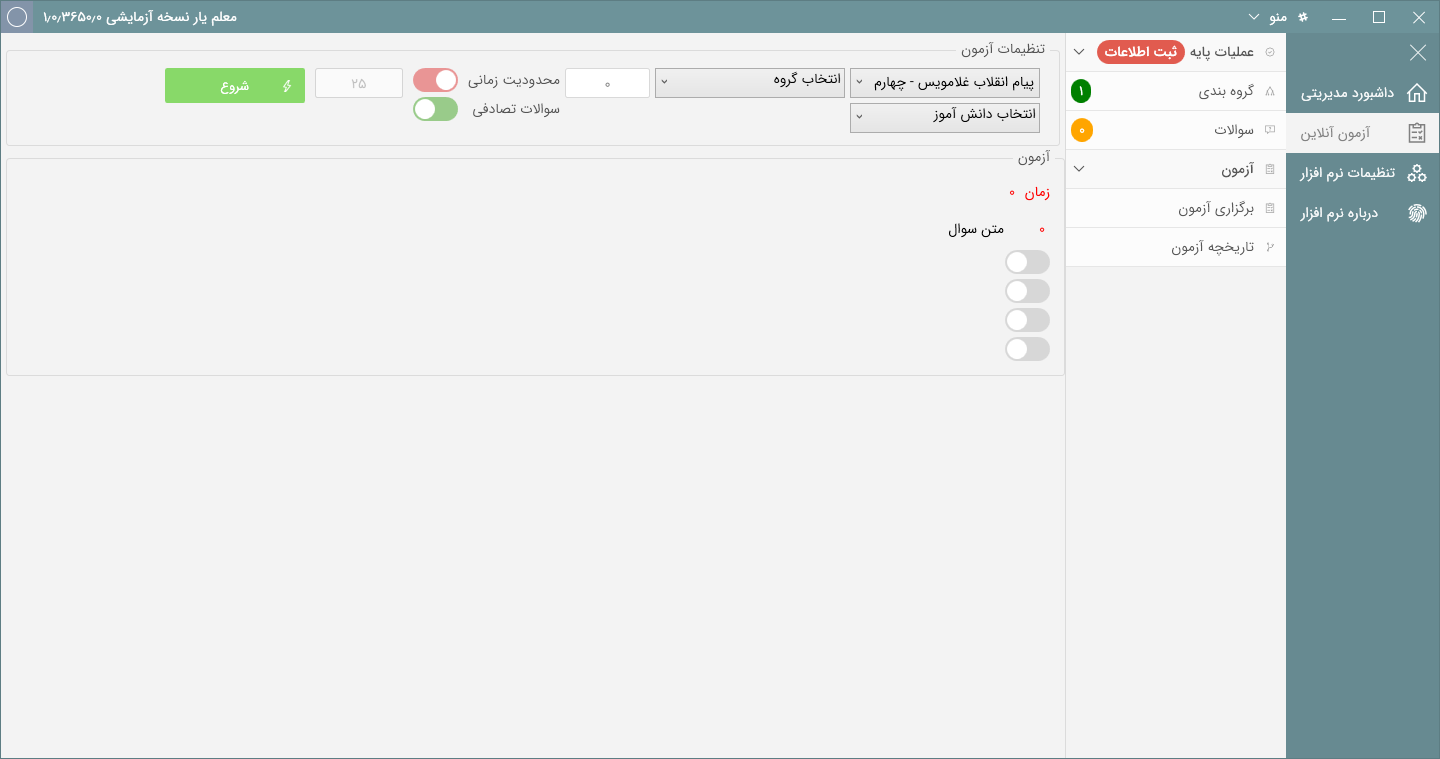 معلم یار نسخه آزمایشی ۱٫۰٫۳۶۵۰٫۰
منو
داشبورد مدیریتی
آزمون آنلاین
تنظیمات نرم افزار
درباره نرم افزار
عملیات پایه ثبت اطلاعات
گروه بندی ۱
سوالات ۰
آزمون
برگزاری آزمون
تاریخچه آزمون
تنظیمات آزمون
پیام انقلاب غلامویس - چهارم
انتخاب گروه
۰
محدودیت زمانی
۲۵
شروع
انتخاب دانش آموز
سوالات تصادفی
آزمون
زمان ۰
۰ متن سوال